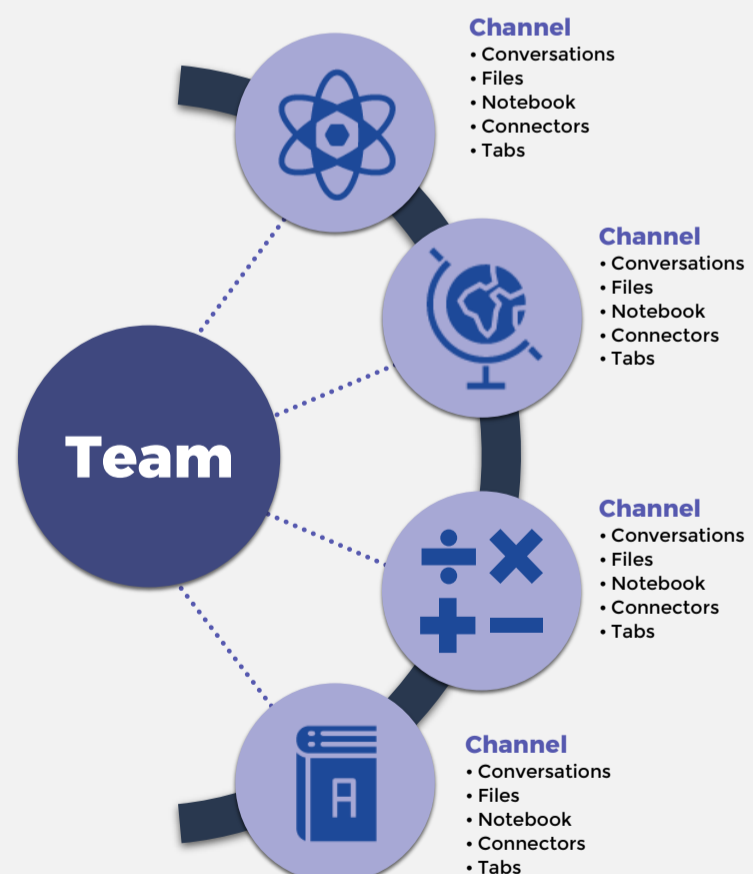 Channel
• Conversations
• Files
• Notebook
• Connectors
• Tabs
Channel
• Conversations
• Files
• Notebook
• Connectors
• Tabs
Team
Channel
• Conversations
• Files
• Notebook
• Connectors
• Tabs
A
Channel
• Conversations
• Files
• Notebook
• Connectors
• Tabs